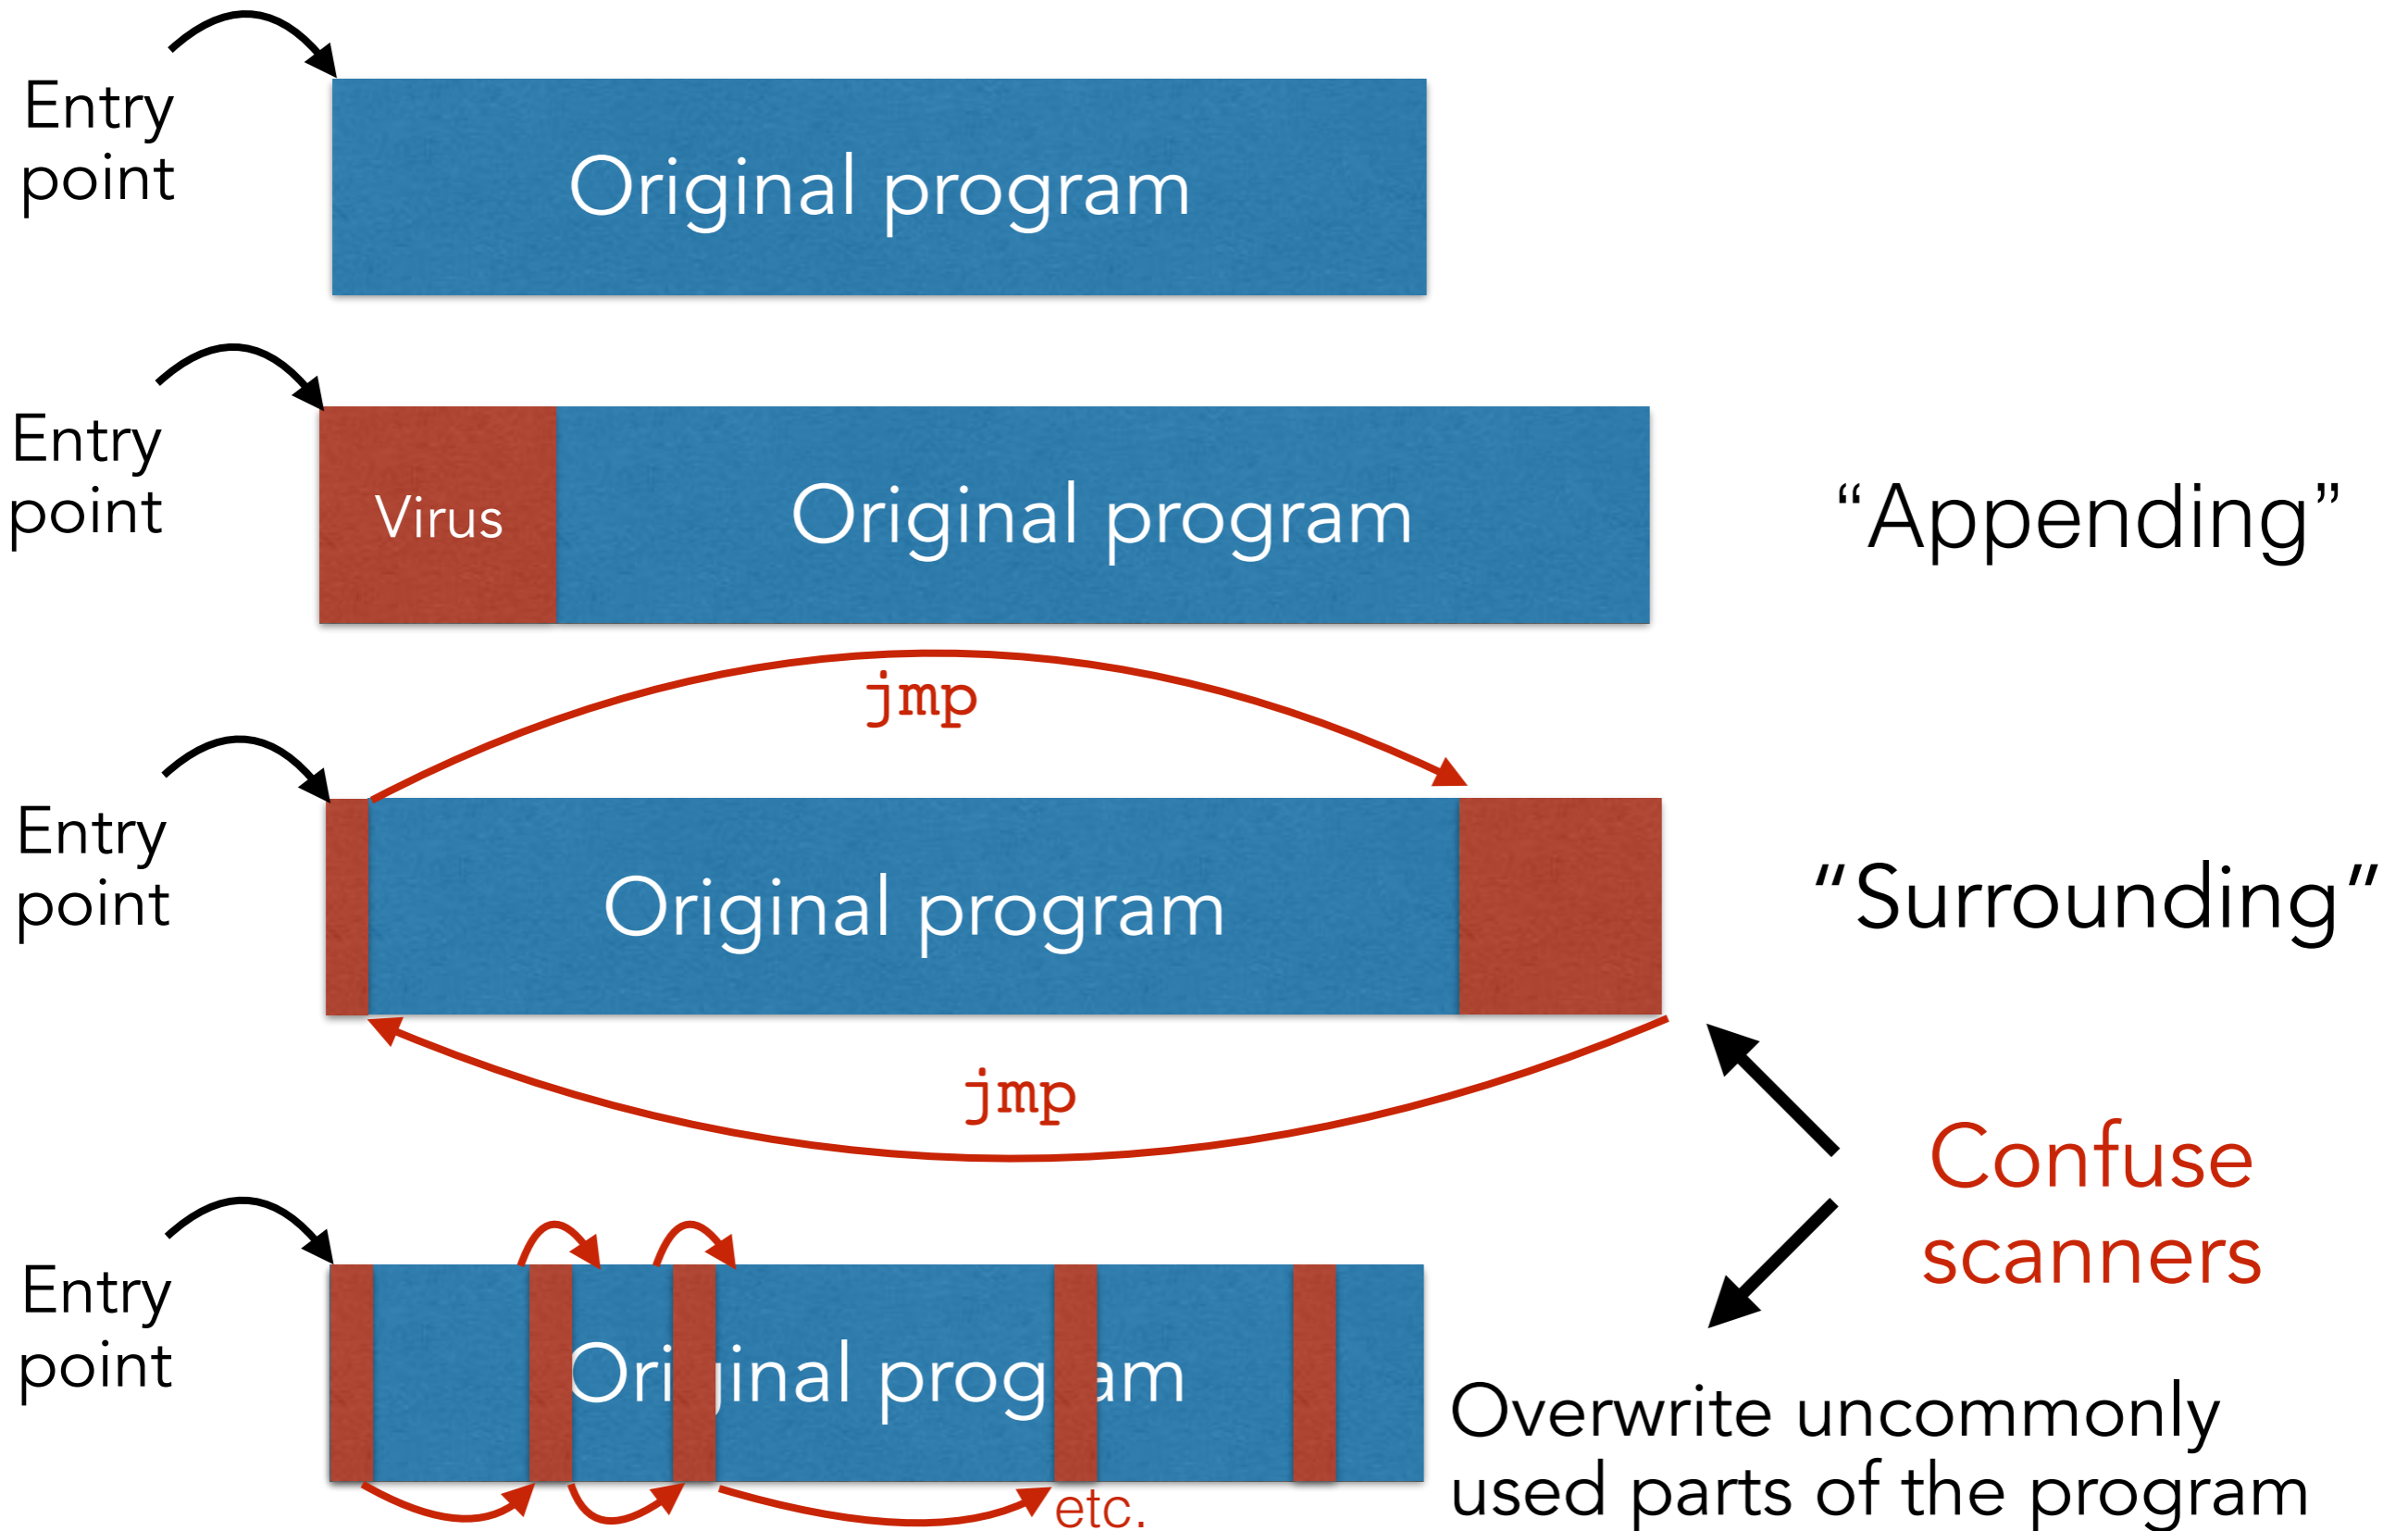 Entry
point
Original program
Entry
point
Virus
Original program
“Appending”
jmp
Entry
point
Original program
"Surrounding"
jmp
Confuse
scanners
Entry
point
Ori inal prog am
etc.
Overwrite uncommonly
used parts of the program